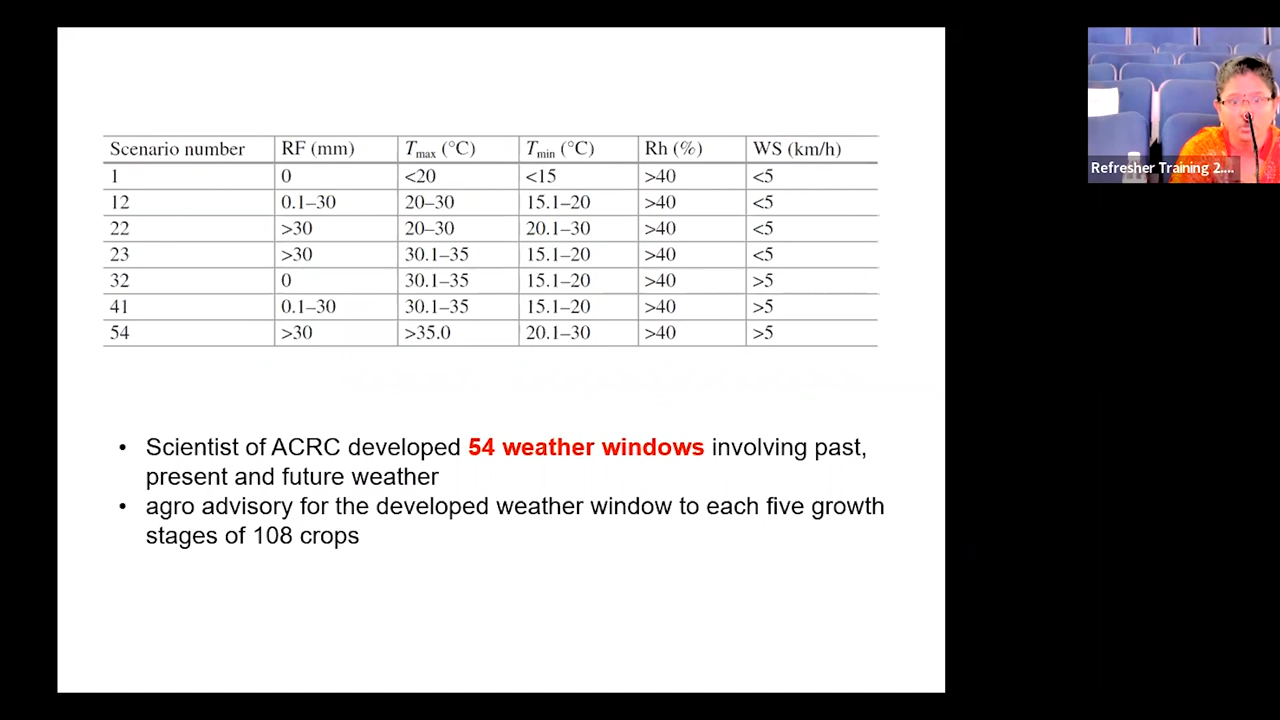 Scenario number RF (mm) Tmax (°C) Tmin (°C) Rh (%) WS (km/h)
1 0 <20 <15 >40 <5
12 0.1–30 20–30 15.1–20 >40 <5
22 >30 20–30 20.1–30 >40 <5
23 >30 30.1–35 15.1–20 >40 <5
32 0 30.1–35 15.1–20 >40 >5
41 0.1–30 30.1–35 15.1–20 >40 >5
54 >30 >35.0 20.1–30 >40 >5
• Scientist of ACRC developed 54 weather windows involving past,
present and future weather
• agro advisory for the developed weather window to each five growth
stages of 108 crops
Refresher Training 2....